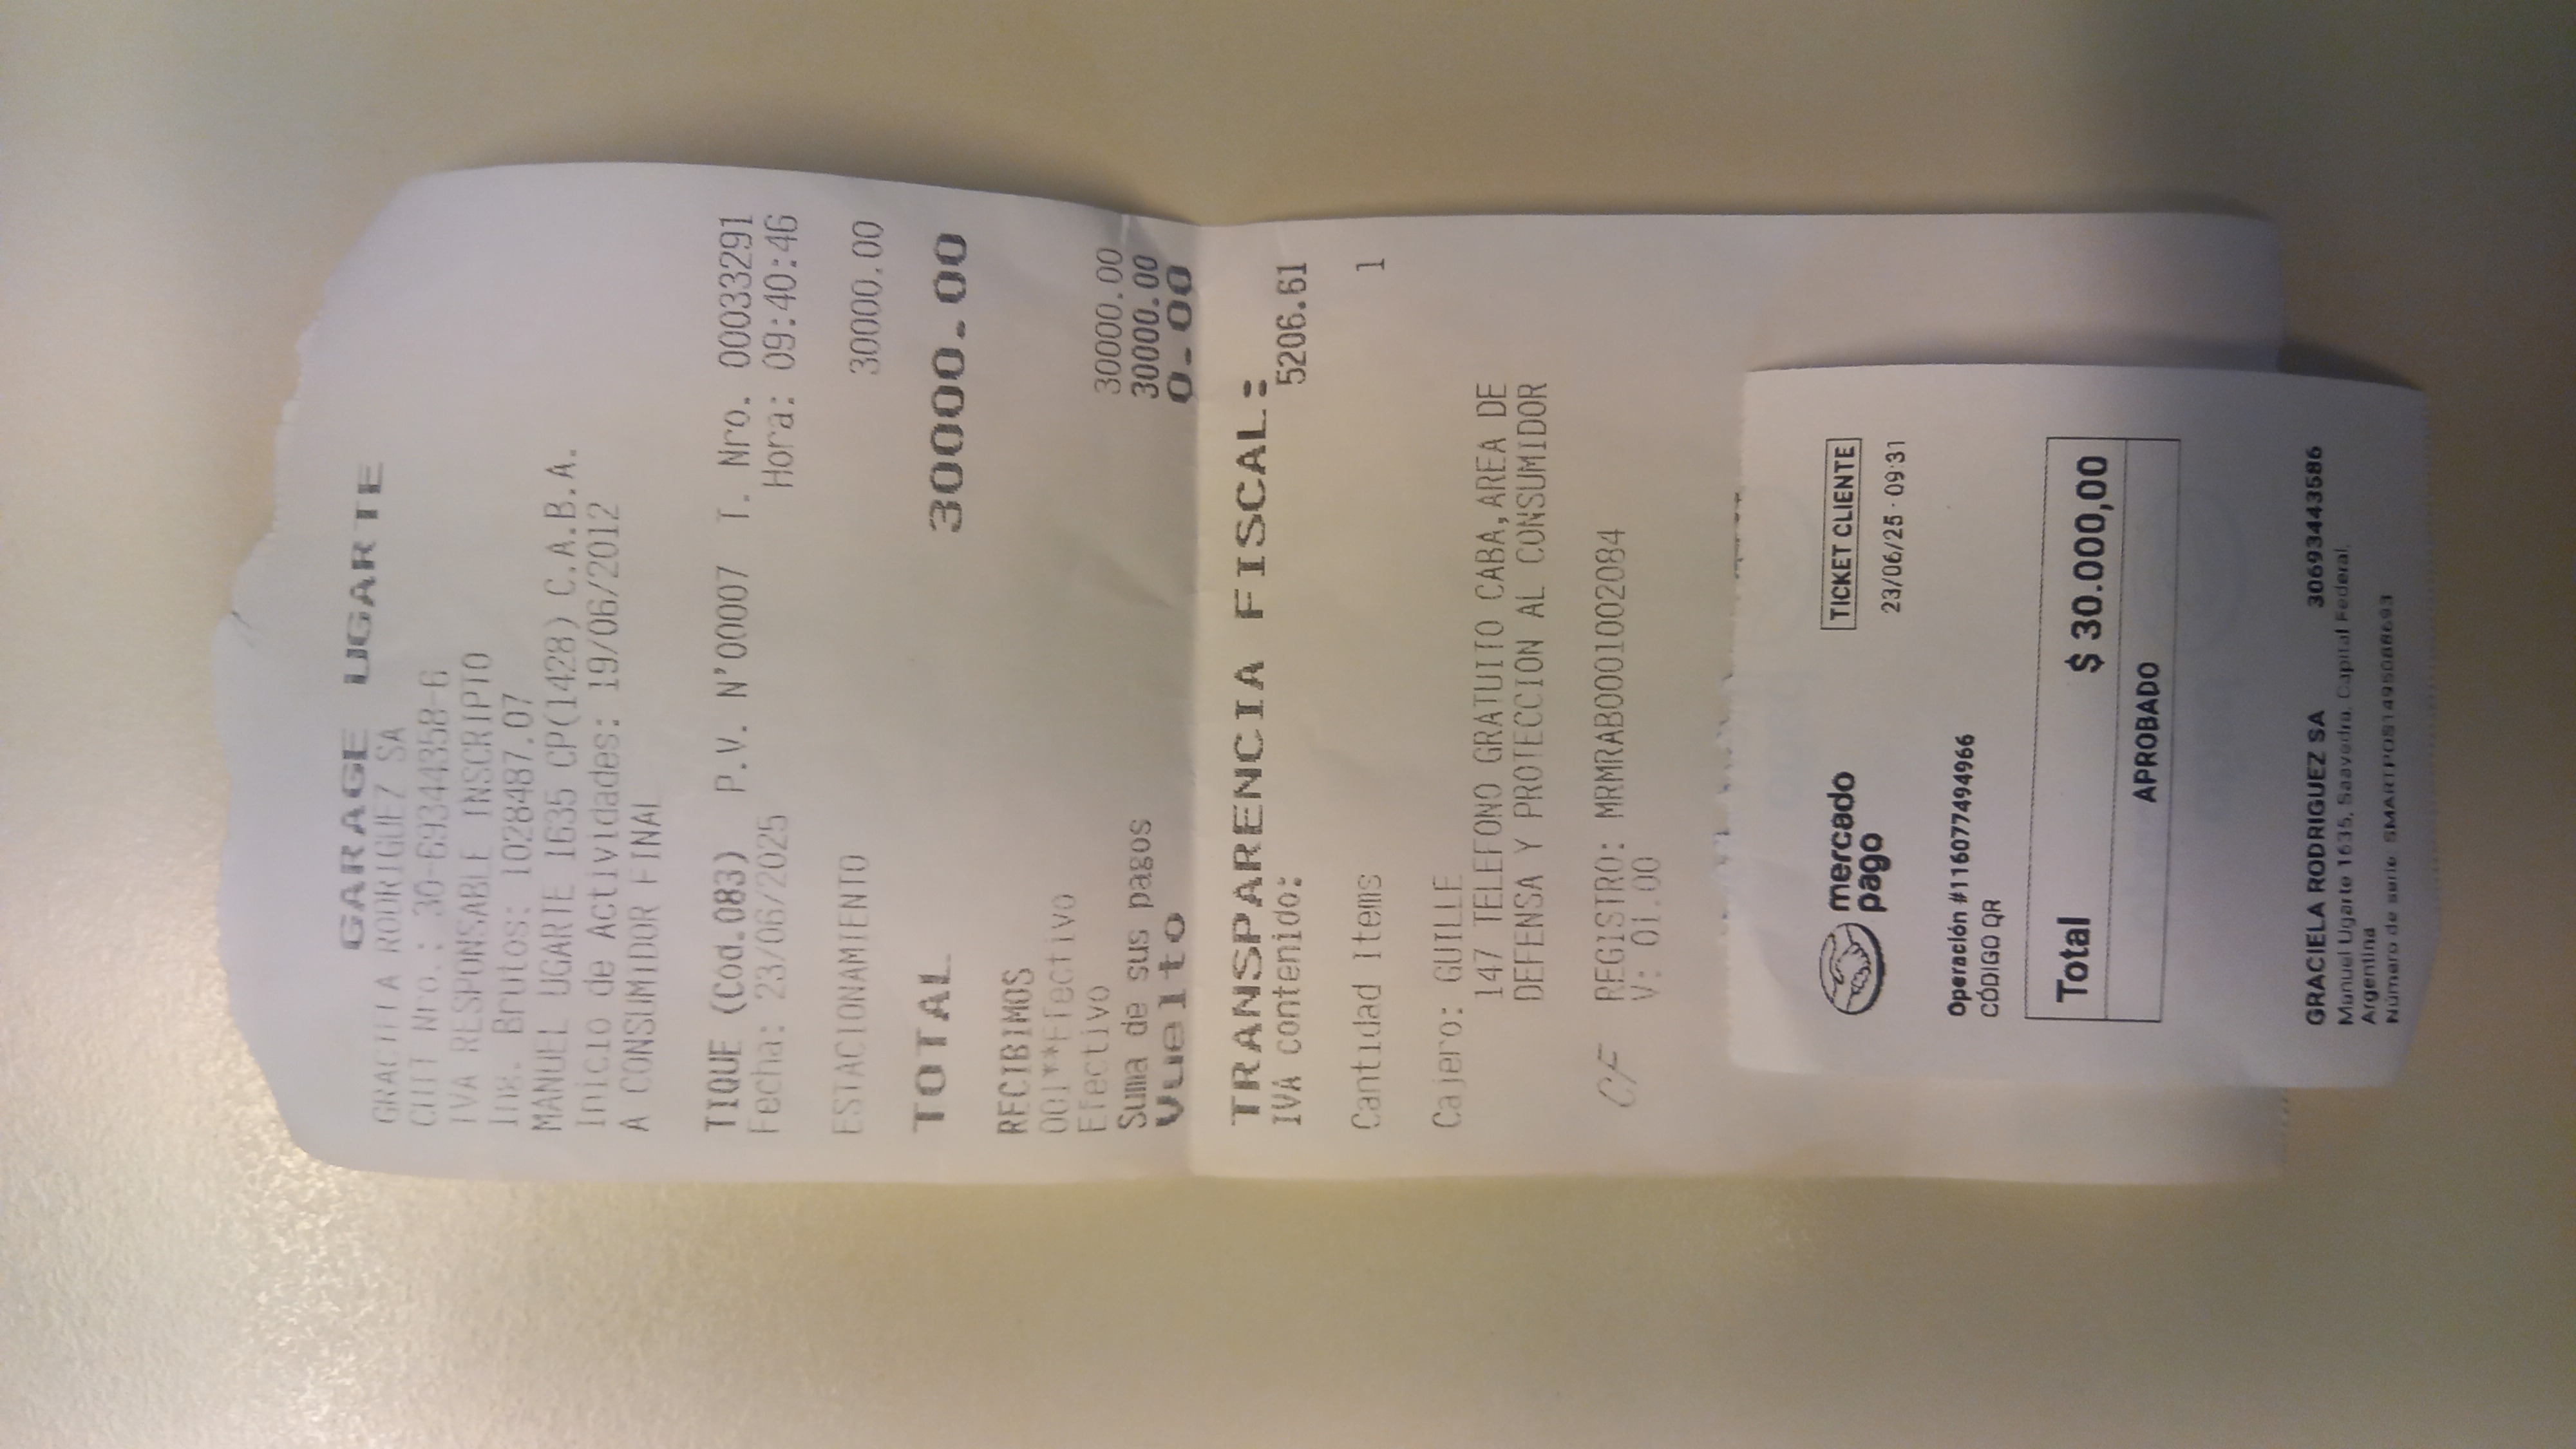 GARAGE UGARTE
GRACIELA RODRIGUEZ SA
CUIT Nro.: 30-69344358-6
IVA RESPONSABLE INSCRIPTO
Ing. Brutos: 1028487.07
MANUEL UGARTE 1635 CP(1428) C.A.B.A.
Inicio de Actividades: 19/06/2012
A CONSUMIDOR FINAL
TIQUE (Cod.083) P.V. N'00007 T. Nro. 00033291
Fecha: 23/06/2025 Hora: 09:40:46
ESTACIONAMIENTO 30000.00
TOTAL 30000.00
RECIBIMOS
001**Efectivo
Efectivo 30000.00
Suma de sus pagos 30000.00
Vuelto 0.00
TRANSPARENCIA FISCAL:
IVA contenido: 5206.61
Cantidad Items 1
Cajero: GUILLE
147 TELEFONO GRATUITO CABA,AREA DE
DEFENSA Y PROTECCION AL CONSUMIDOR
CF REGISTRO: MRMRAB0001002084
V: 01.00
mercado
pago
TICKET CLIENTE
23/06/25 · 09:31
Operación #116077494966
CÓDIGO QR
Total $ 30.000,00
APROBADO
GRACIELA RODRIGUEZ SA 30693443586
Manuel Ugarte 1635, Saavedra, Capital Federal,
Argentina
Número de serie: